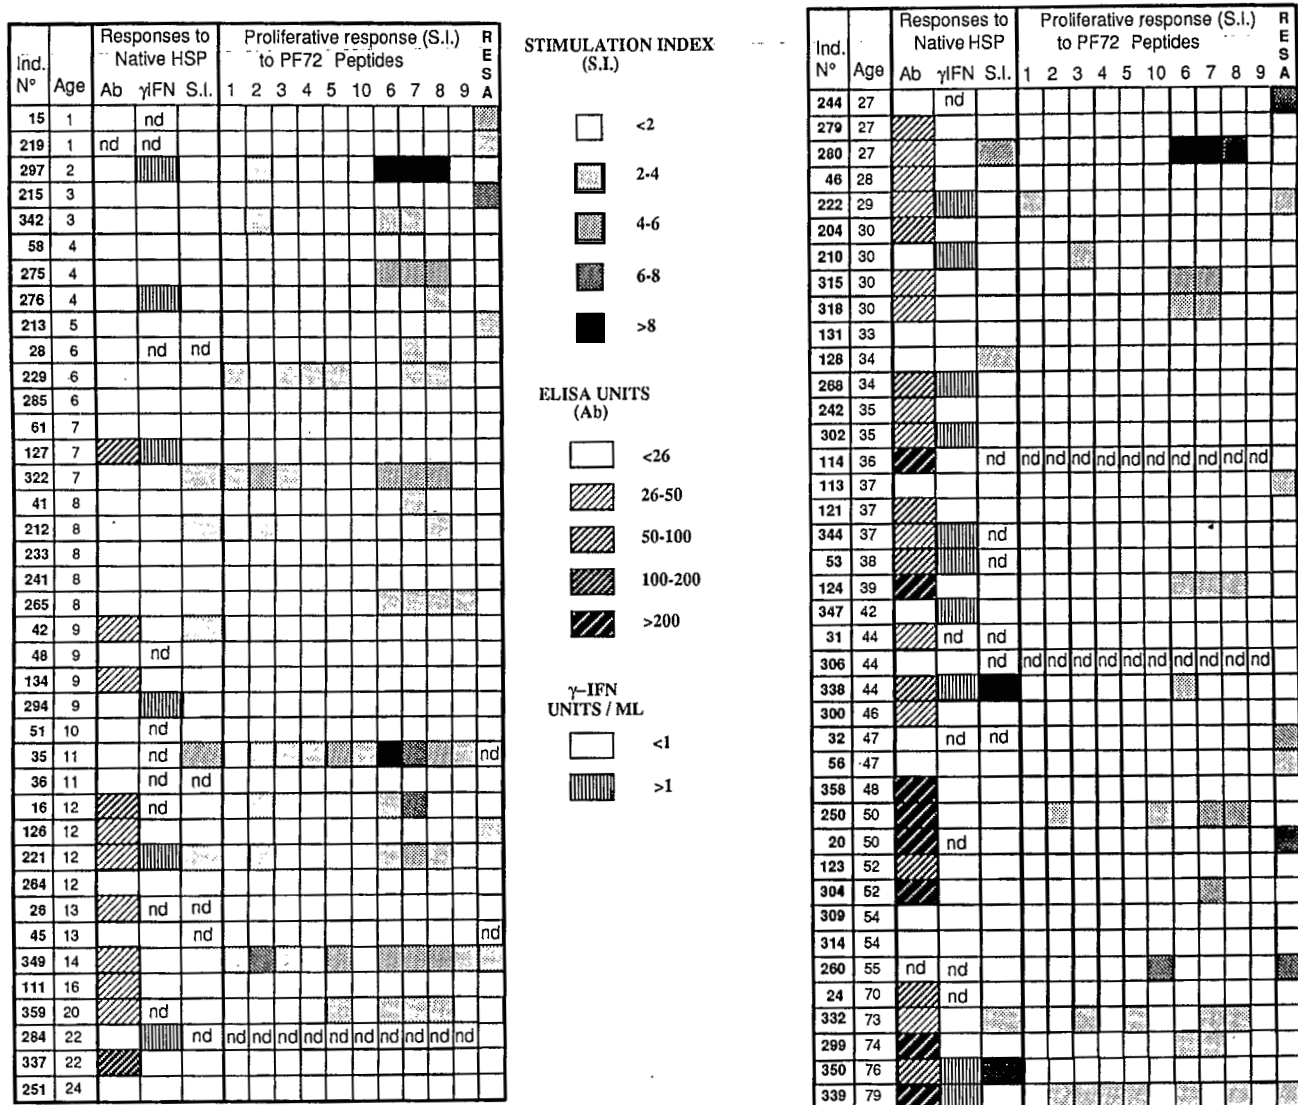 Responses to Native HSP
Proliferative response (S.I.) to PF72 Peptides
R E S A
Ind. N° Age Ab γIFN S.I. 1 2 3 4 5 10 6 7 8 9
15 1 nd
219 1 nd nd
297 2
215 3
342 3
58 4
275 4
276 4
213 5
28 6 nd nd
229 6
285 6
61 7
127 7
322 7
41 8
212 8
233 8
241 8
265 8
42 9
48 9 nd
134 9
294 9
51 10 nd
35 11 nd nd
36 11 nd nd
16 12 nd
126 12
221 12
264 12
26 13 nd nd
45 13 nd nd
349 14
111 16
359 20 nd
284 22 nd nd nd nd nd nd nd nd nd nd nd
337 22
251 24
STIMULATION INDEX
(S.I.)
<2
2-4
4-6
6-8
>8
ELISA UNITS
(Ab)
<26
26-50
50-100
100-200
>200
γ–IFN
UNITS / ML
<1
>1
Responses to Native HSP
Proliferative response (S.I.) to PF72 Peptides
R E S A
Ind. N° Age Ab γIFN S.I. 1 2 3 4 5 10 6 7 8 9
244 27 nd
279 27
280 27
46 28
222 29
204 30
210 30
315 30
318 30
131 33
128 34
268 34
242 35
302 35
114 36 nd nd nd nd nd nd nd nd nd nd nd
113 37
121 37
344 37 nd
53 38 nd
124 39
347 42
31 44 nd nd
306 44 nd nd nd nd nd nd nd nd nd nd nd
338 44
300 46
32 47 nd nd
56 47
358 48
250 50
20 50 nd
123 52
304 52
309 54
314 54
260 55 nd nd
24 70 nd
332 73
299 74
350 76
339 79